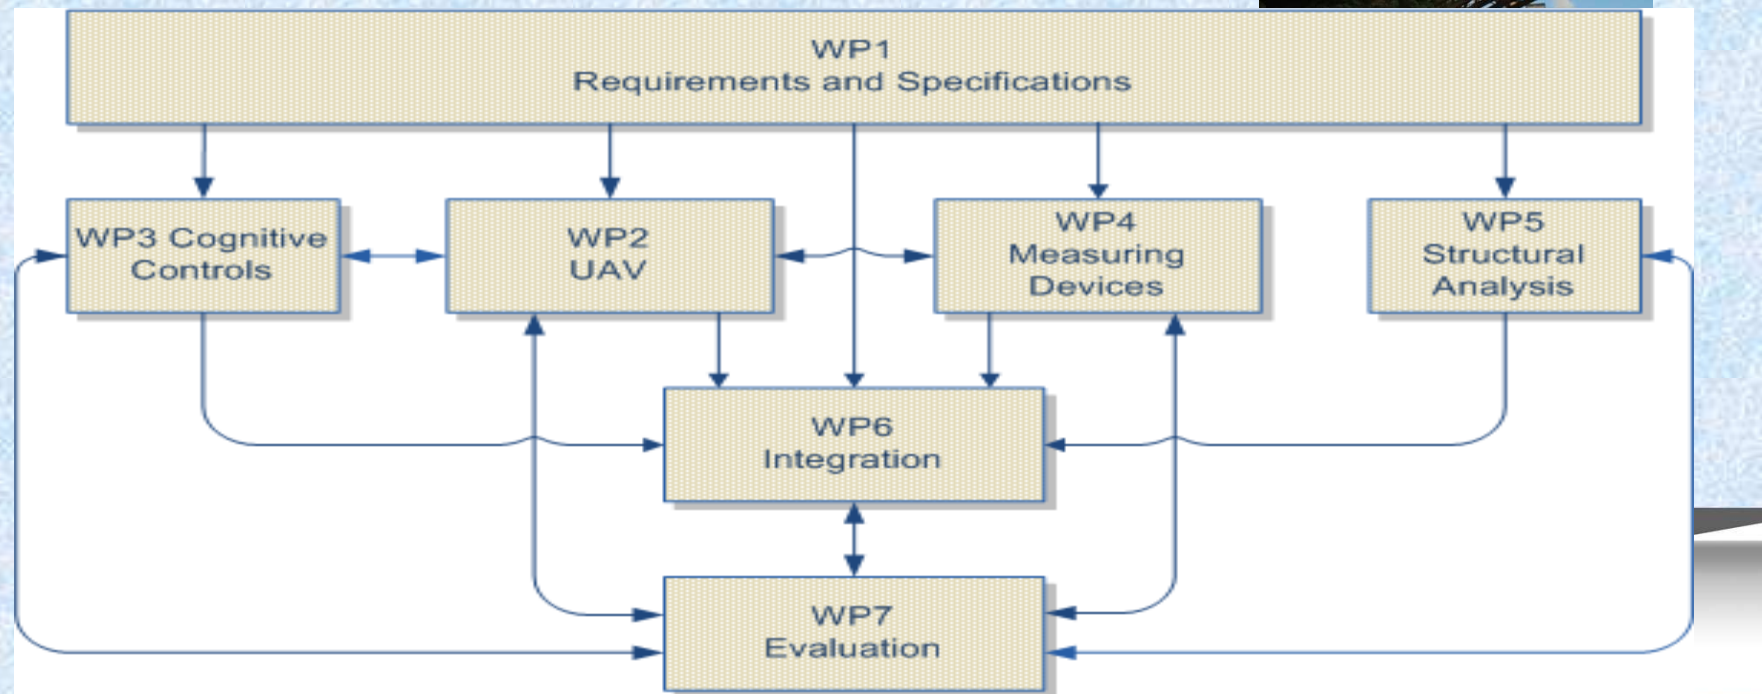 WP1
Requirements and Specifications
WP3 Cognitive
Controls
WP2
UAV
WP4
Measuring
Devices
WP5
Structural
Analysis
WP6
Integration
WP7
Evaluation